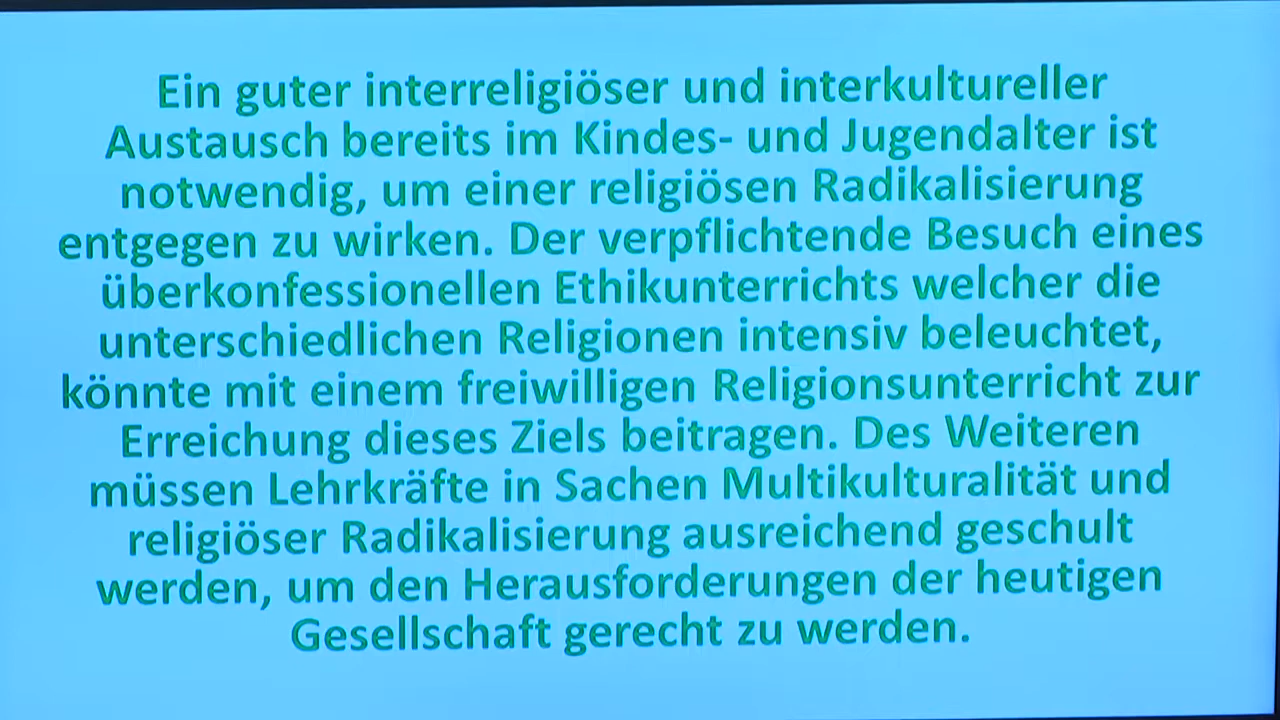 Ein guter interreligiöser und interkultureller
Austausch bereits im Kindes- und Jugendalter ist
notwendig, um einer religiösen Radikalisierung
entgegen zu wirken. Der verpflichtende Besuch eines
überkonfessionellen Ethikunterrichts welcher die
unterschiedlichen Religionen intensiv beleuchtet,
könnte mit einem freiwilligen Religionsunterricht zur
Erreichung dieses Ziels beitragen. Des Weiteren
müssen Lehrkräfte in Sachen Multikulturalität und
religiöser Radikalisierung ausreichend geschult
werden, um den Herausforderungen der heutigen
Gesellschaft gerecht zu werden.